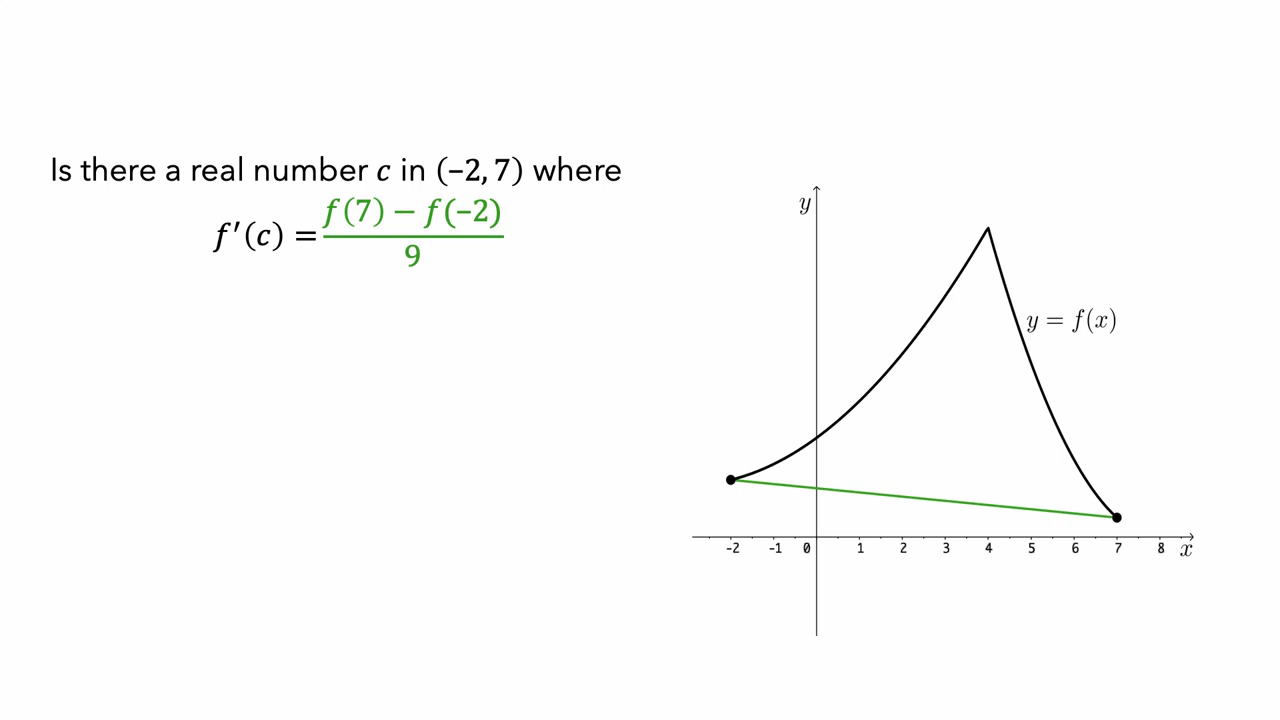 Is there a real number c in (–2, 7) where
f′(c) = f(7) – f(–2) / 9
y
y = f(x)
-2 -1 0 1 2 3 4 5 6 7 8 x